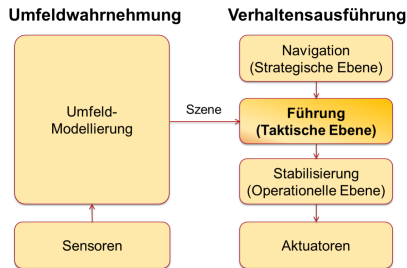 Umfeldwahrnehmung
Verhaltensausführung
Umfeld-
Modellierung
Sensoren
Szene
Navigation
(Strategische Ebene)
Führung
(Taktische Ebene)
Stabilisierung
(Operationelle Ebene)
Aktuatoren